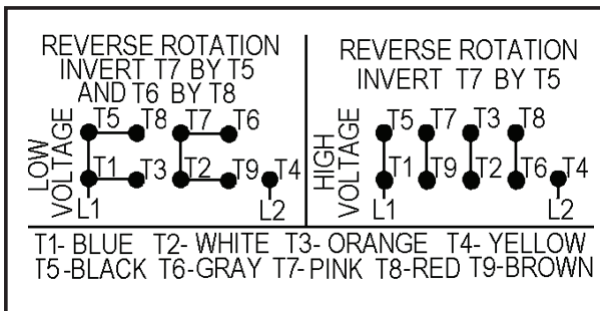 REVERSE ROTATION
INVERT T7 BY T5
AND T6 BY T8
LOW VOLTAGE
T5 T8 T7 T6
T1 T3 T2 T9 T4
L1 L2
REVERSE ROTATION
INVERT T7 BY T5
HIGH VOLTAGE
T5 T7 T3 T8
T1 T9 T2 T6 T4
L1 L2
T1- BLUE T2- WHITE T3- ORANGE T4- YELLOW
T5-BLACK T6-GRAY T7-PINK T8-RED T9-BROWN